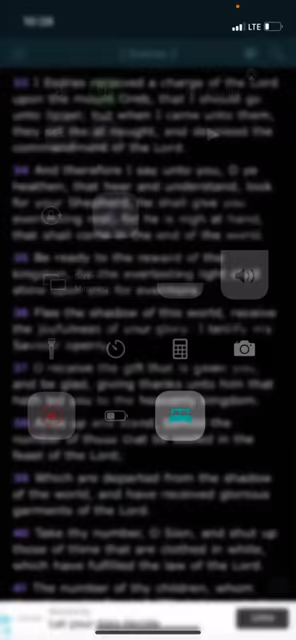 LTE
33 I Esdras received a charge of the Lord
upon the mount Oreb, that I should go
unto Israel; but when I came unto them,
they set me at nought, and despised the
commandment of the Lord.
34 And therefore I say unto you, O ye
heathen, that hear and understand, look
for your Shepherd, he shall give you
everlasting rest; for he is nigh at hand,
that shall come in the end of the world.
35 Be ready to the reward of the
kingdom, for the everlasting light
shine upon you for evermore.
36 Flee the shadow of this world, receive
the joyfulness of your glory: I testify my
Saviour openly.
37 O receive the gift that is given you,
and be glad, giving thanks unto him that
hath called you to the heavenly kingdom.
38 Arise up and stand, behold the
number of those that be sealed in the
feast of the Lord;
39 Which are departed from the shadow
of the world, and have received glorious
garments of the Lord.
40 Take thy number, O Sion, and shut up
those of thine that are clothed in white,
which have fulfilled the law of the Lord.
41 The number of thy children, whom